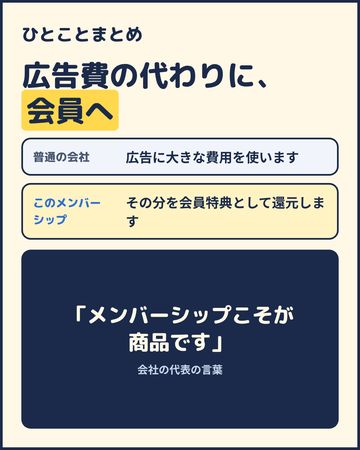 ひとことまとめ
広告費の代わりに、
会員へ
普通の会社
広告に大きな費用を使います
このメンバー
シップ
その分を会員特典として還元しま
す
「メンバーシップこそが
商品です」
会社の代表の言葉